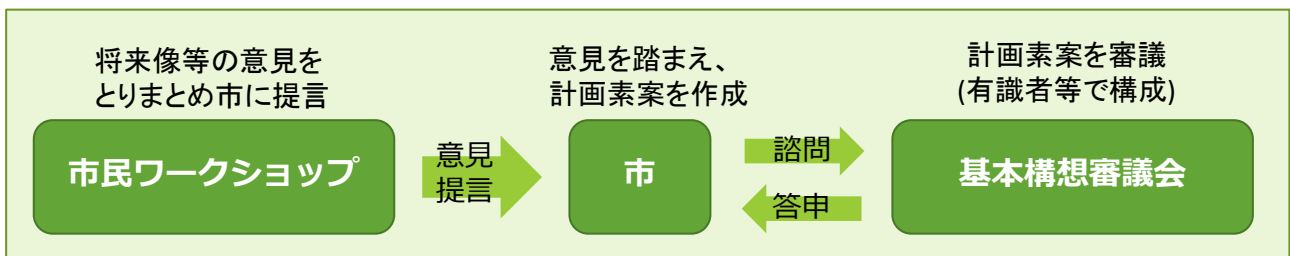 将来像等の意見を
とりまとめ市に提言
市民ワークショップ
意見
提言
意見を踏まえ、
計画素案を作成
市
諮問
答申
計画素案を審議
(有識者等で構成)
基本構想審議会